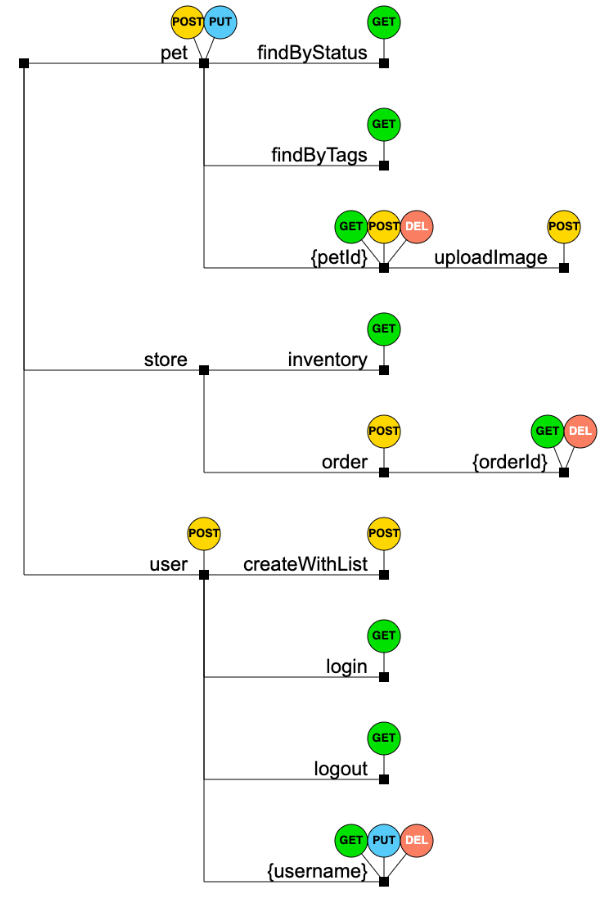 POST PUT GET
pet findByStatus
GET
findByTags
GET POST DEL POST
{petId} uploadImage
GET
store inventory
POST GET DEL
order {orderId}
POST POST
user createWithList
GET
login
GET
logout
GET PUT DEL
{username}